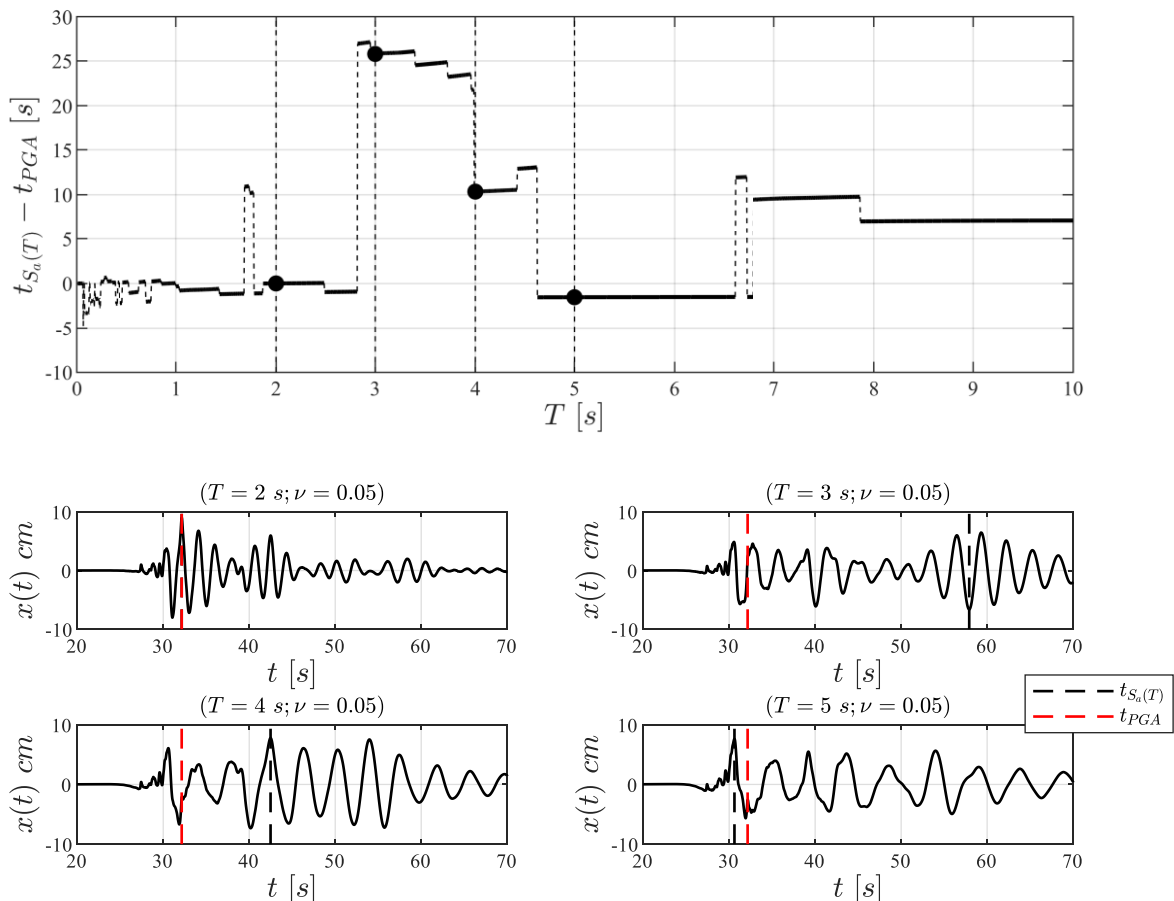 t_{S_a(T)} − t_{PGA} [s]
30
25
20
15
10
5
0
-5
-10
0 1 2 3 4 5 6 7 8 9 10
T [s]
(T = 2 s; ν = 0.05)
x(t) cm
10
0
-10
20 30 40 50 60 70
t [s]
(T = 3 s; ν = 0.05)
x(t) cm
10
0
-10
20 30 40 50 60 70
t [s]
(T = 4 s; ν = 0.05)
x(t) cm
10
0
-10
20 30 40 50 60 70
t [s]
(T = 5 s; ν = 0.05)
x(t) cm
10
0
-10
20 30 40 50 60 70
t [s]
t_{S_a(T)}
t_{PGA}